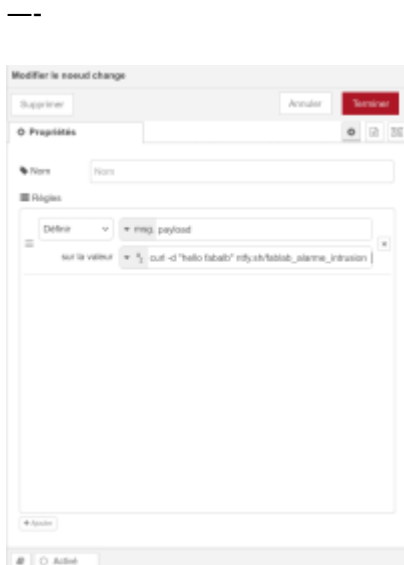 —-
Modifier le noeud change
Supprimer Annuler Terminer
Propriétés
Nom Nom
Règles
Définir msg. payload
sur la valeur curl -d "hello fabalb" ntfy.sh/fablab_alarme_intrusion
Ajouter
Activé